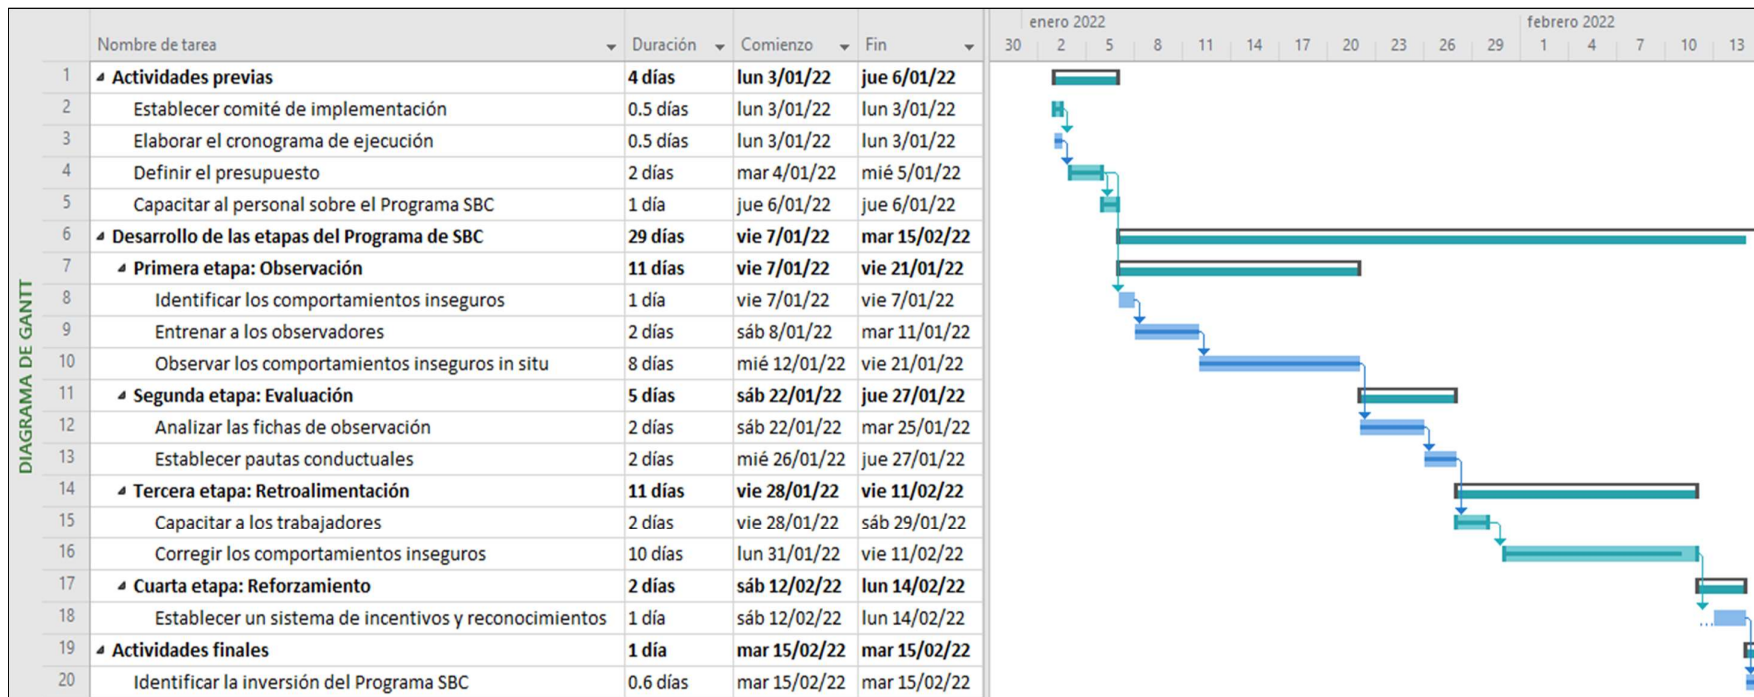 DIAGRAMA DE GANTT
enero 2022 febrero 2022
Nombre de tarea Duración Comienzo Fin 30 2 5 8 11 14 17 20 23 26 29 1 4 7 10 13
1 Actividades previas 4 días lun 3/01/22 jue 6/01/22
2 Establecer comité de implementación 0.5 días lun 3/01/22 lun 3/01/22
3 Elaborar el cronograma de ejecución 0.5 días lun 3/01/22 lun 3/01/22
4 Definir el presupuesto 2 días mar 4/01/22 mié 5/01/22
5 Capacitar al personal sobre el Programa SBC 1 día jue 6/01/22 jue 6/01/22
6 Desarrollo de las etapas del Programa de SBC 29 días vie 7/01/22 mar 15/02/22
7 Primera etapa: Observación 11 días vie 7/01/22 vie 21/01/22
8 Identificar los comportamientos inseguros 1 día vie 7/01/22 vie 7/01/22
9 Entrenar a los observadores 2 días sáb 8/01/22 mar 11/01/22
10 Observar los comportamientos inseguros in situ 8 días mié 12/01/22 vie 21/01/22
11 Segunda etapa: Evaluación 5 días sáb 22/01/22 jue 27/01/22
12 Analizar las fichas de observación 2 días sáb 22/01/22 mar 25/01/22
13 Establecer pautas conductuales 2 días mié 26/01/22 jue 27/01/22
14 Tercera etapa: Retroalimentación 11 días vie 28/01/22 vie 11/02/22
15 Capacitar a los trabajadores 2 días vie 28/01/22 sáb 29/01/22
16 Corregir los comportamientos inseguros 10 días lun 31/01/22 vie 11/02/22
17 Cuarta etapa: Reforzamiento 2 días sáb 12/02/22 lun 14/02/22
18 Establecer un sistema de incentivos y reconocimientos 1 día sáb 12/02/22 lun 14/02/22
19 Actividades finales 1 día mar 15/02/22 mar 15/02/22
20 Identificar la inversión del Programa SBC 0.6 días mar 15/02/22 mar 15/02/22